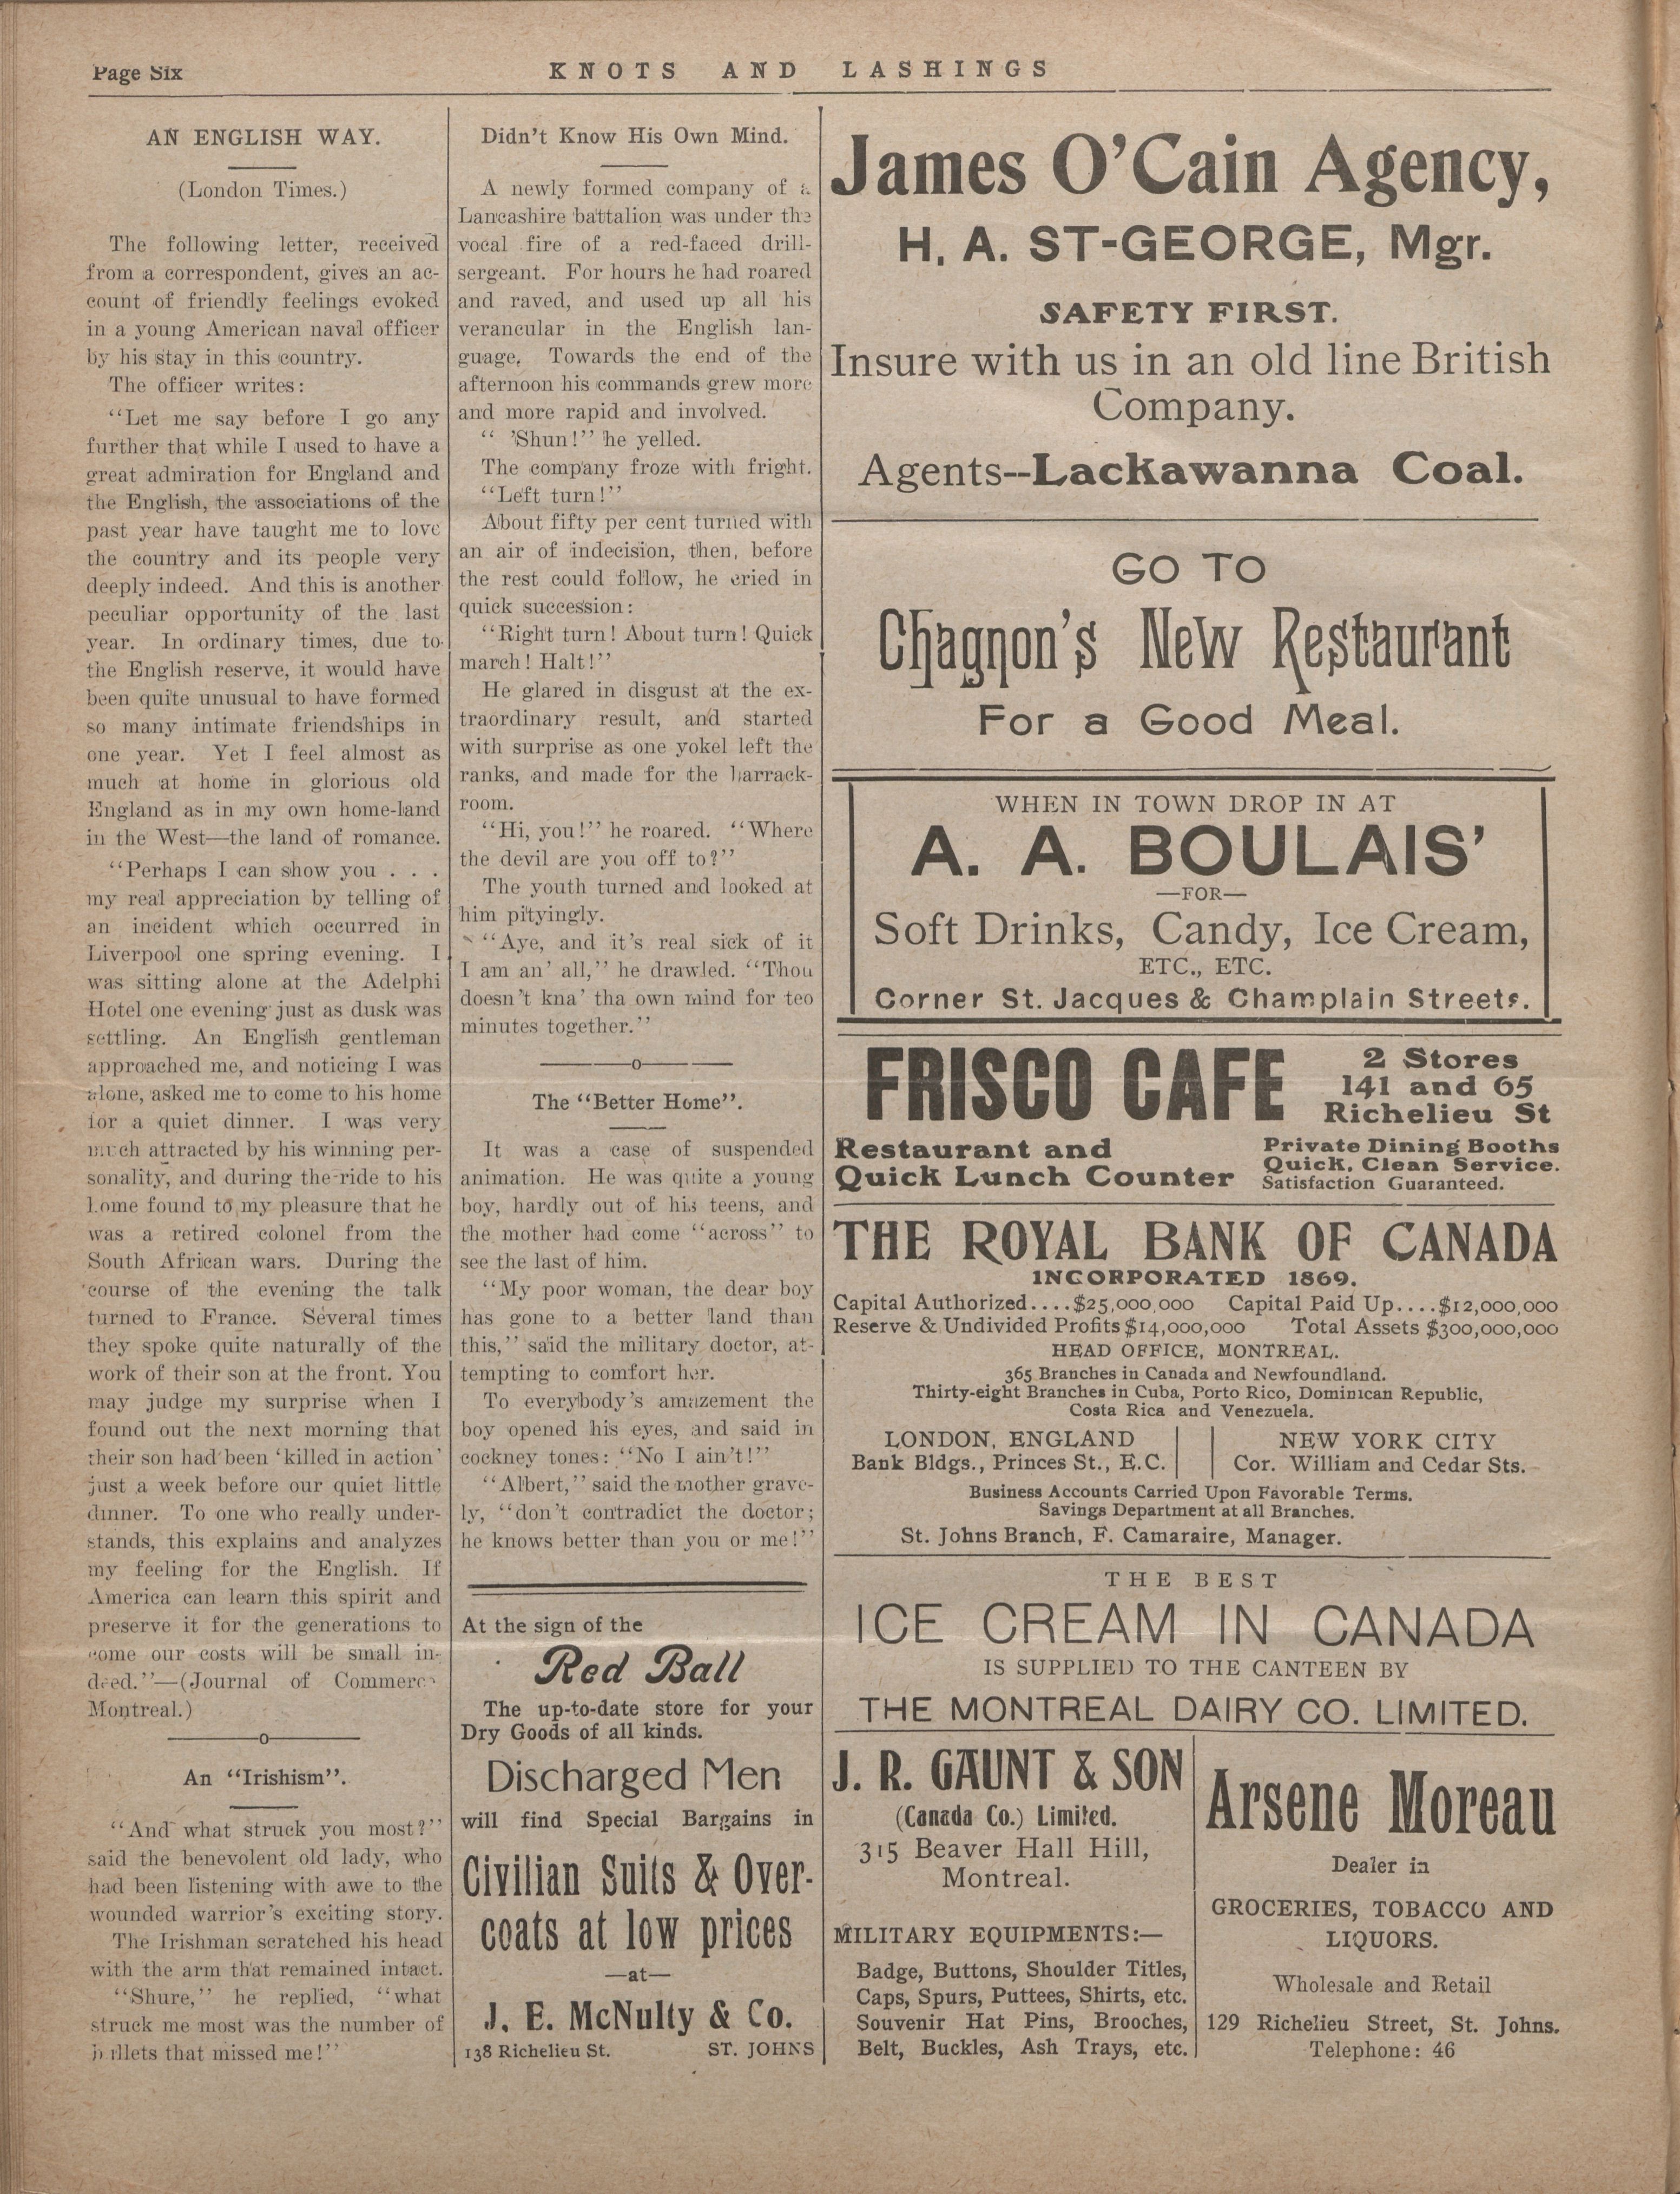 Page Six
KNOTS AND LASHINGS
AN ENGLISH WAY.
(London Times.)
The following letter, received
from a correspondent, gives an ac-
count of friendly feelings evoked
in a young American naval officer
by his stay in this country.
The officer writes:
"Let me say before I go any
further that while I used to have a
great admiration for England and
the English, the associations of the
past year have taught me to love
the country and its people very
deeply indeed. And this is another
peculiar opportunity of the last
year. In ordinary times, due to
the English reserve, it would have
been quite unusual to have formed
so many intimate friendships in
one year. Yet I feel almost as
much at home in glorious old
England as in my own home-land
in the West—the land of romance.
"Perhaps I can show you . . .
my real appreciation by telling of
an incident which occurred in
Liverpool one spring evening. I
was sitting alone at the Adelphi
Hotel one evening just as dusk was
settling. An English gentleman
approached me, and noticing I was
alone, asked me to come to his home
for a quiet dinner. I was very
much attracted by his winning per-
sonality, and during the ride to his
home found to my pleasure that he
was a retired colonel from the
South African wars. During the
course of the evening the talk
turned to France. Several times
they spoke quite naturally of the
work of their son at the front. You
may judge my surprise when I
found out the next morning that
their son had been 'killed in action'
just a week before our quiet little
dinner. To one who really under-
stands, this explains and analyzes
my feeling for the English. If
America can learn this spirit and
preserve it for the generations to
come our costs will be small in-
deed."—(Journal of Commerce
Montreal.)
o
An "Irishism".
"And what struck you most?"
said the benevolent old lady, who
had been listening with awe to the
wounded warrior's exciting story.
The Irishman scratched his head
with the arm that remained intact.
"Shure," he replied, "what
struck me most was the number of
bullets that missed me!"
Didn't Know His Own Mind.
A newly formed company of a
Lancashire battalion was under the
vocal fire of a red-faced drill-
sergeant. For hours he had roared
and raved, and used up all his
verancular in the English lan-
guage. Towards the end of the
afternoon his commands grew more
and more rapid and involved.
" 'Shun!" he yelled.
The company froze with fright.
"Left turn!"
About fifty per cent turned with
an air of indecision, then, before
the rest could follow, he cried in
quick succession:
"Right turn! About turn! Quick
march! Halt!"
He glared in disgust at the ex-
traordinary result, and started
with surprise as one yokel left the
ranks, and made for the barrack-
room.
"Hi, you!" he roared. "Where
the devil are you off to?"
The youth turned and looked at
him pityingly.
"Aye, and it's real sick of it
I am an' all," he drawled. "Thou
doesn't kna' tha own mind for teo
minutes together."
o
The "Better Home".
It was a case of suspended
animation. He was quite a young
boy, hardly out of his teens, and
the mother had come "across" to
see the last of him.
"My poor woman, the dear boy
has gone to a better land than
this," said the military doctor, at-
tempting to comfort her.
To everybody's amazement the
boy opened his eyes, and said in
cockney tones: "No I ain't!"
"Albert," said the mother grave-
ly, "don't contradict the doctor;
he knows better than you or me!"
At the sign of the
Red Ball
The up-to-date store for your
Dry Goods of all kinds.
Discharged Men
will find Special Bargains in
Civilian Suits & Over-
coats at low prices
—at—
J. E. McNulty & Co.
138 Richelieu St. ST. JOHNS
James O'Cain Agency,
H. A. ST-GEORGE, Mgr.
SAFETY FIRST.
Insure with us in an old line British
Company.
Agents--Lackawanna Coal.
GO TO
Chagnon's New Restaurant
For a Good Meal.
WHEN IN TOWN DROP IN AT
A. A. BOULAIS'
—FOR—
Soft Drinks, Candy, Ice Cream,
ETC., ETC.
Corner St. Jacques & Champlain Streets.
FRISCO CAFE
2 Stores
141 and 65
Richelieu St
Restaurant and
Quick Lunch Counter
Private Dining Booths
Quick, Clean Service.
Satisfaction Guaranteed.
THE ROYAL BANK OF CANADA
INCORPORATED 1869.
Capital Authorized....$25,000,000 Capital Paid Up....$12,000,000
Reserve & Undivided Profits $14,000,000 Total Assets $300,000,000
HEAD OFFICE, MONTREAL.
365 Branches in Canada and Newfoundland.
Thirty-eight Branches in Cuba, Porto Rico, Dominican Republic,
Costa Rica and Venezuela.
LONDON, ENGLAND
Bank Bldgs., Princes St., E.C.
NEW YORK CITY
Cor. William and Cedar Sts.
Business Accounts Carried Upon Favorable Terms.
Savings Department at all Branches.
St. Johns Branch, F. Camaraire, Manager.
THE BEST
ICE CREAM IN CANADA
IS SUPPLIED TO THE CANTEEN BY
THE MONTREAL DAIRY CO. LIMITED.
J. R. GAUNT & SON
(Canada Co.) Limited.
315 Beaver Hall Hill,
Montreal.
MILITARY EQUIPMENTS:—
Badge, Buttons, Shoulder Titles,
Caps, Spurs, Puttees, Shirts, etc.
Souvenir Hat Pins, Brooches,
Belt, Buckles, Ash Trays, etc.
Arsene Moreau
Dealer in
GROCERIES, TOBACCO AND
LIQUORS.
Wholesale and Retail
129 Richelieu Street, St. Johns.
Telephone: 46